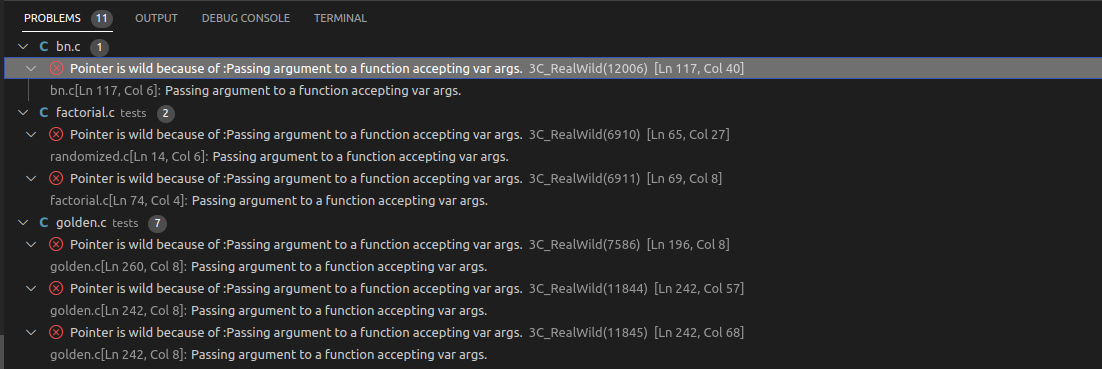 PROBLEMS 11 OUTPUT DEBUG CONSOLE TERMINAL
C bn.c 1
Pointer is wild because of :Passing argument to a function accepting var args. 3C_RealWild(12006) [Ln 117, Col 40]
bn.c[Ln 117, Col 6]: Passing argument to a function accepting var args.
C factorial.c tests 2
Pointer is wild because of :Passing argument to a function accepting var args. 3C_RealWild(6910) [Ln 65, Col 27]
randomized.c[Ln 14, Col 6]: Passing argument to a function accepting var args.
Pointer is wild because of :Passing argument to a function accepting var args. 3C_RealWild(6911) [Ln 69, Col 8]
factorial.c[Ln 74, Col 4]: Passing argument to a function accepting var args.
C golden.c tests 7
Pointer is wild because of :Passing argument to a function accepting var args. 3C_RealWild(7586) [Ln 196, Col 8]
golden.c[Ln 260, Col 8]: Passing argument to a function accepting var args.
Pointer is wild because of :Passing argument to a function accepting var args. 3C_RealWild(11844) [Ln 242, Col 57]
golden.c[Ln 242, Col 8]: Passing argument to a function accepting var args.
Pointer is wild because of :Passing argument to a function accepting var args. 3C_RealWild(11845) [Ln 242, Col 68]
golden.c[Ln 242, Col 8]: Passing argument to a function accepting var args.